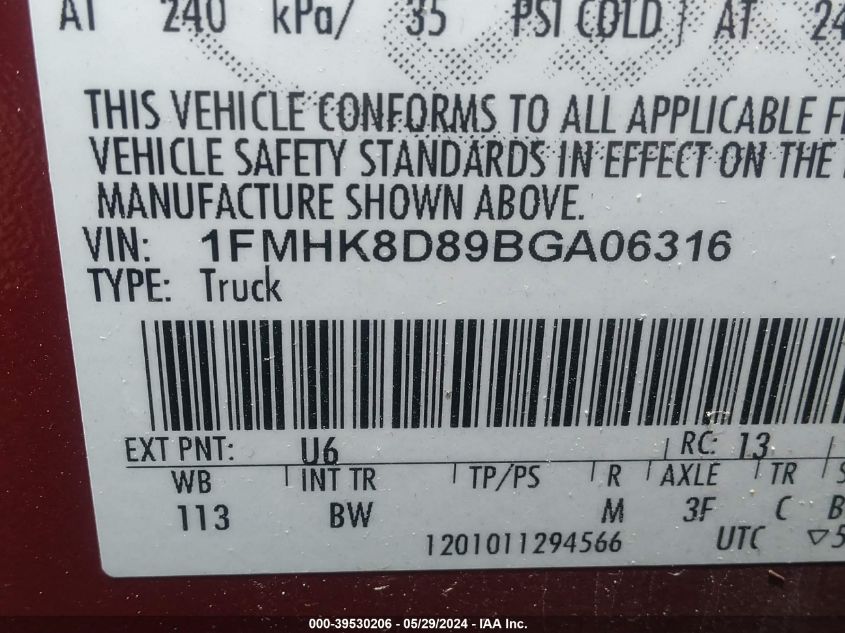 AT 240 kPa/ 35 PSI COLD AT 24
THIS VEHICLE CONFORMS TO ALL APPLICABLE
VEHICLE SAFETY STANDARDS IN EFFECT ON THE
MANUFACTURE SHOWN ABOVE.
VIN: 1FMHK8D89BGA06316
TYPE: Truck
EXT PNT: U6 RC: 13
WB INT TR TP/PS R AXLE TR S
113 BW M 3F C B
1201011294566 UTC ▽5
000-39530206 - 05/29/2024 - IAA Inc.